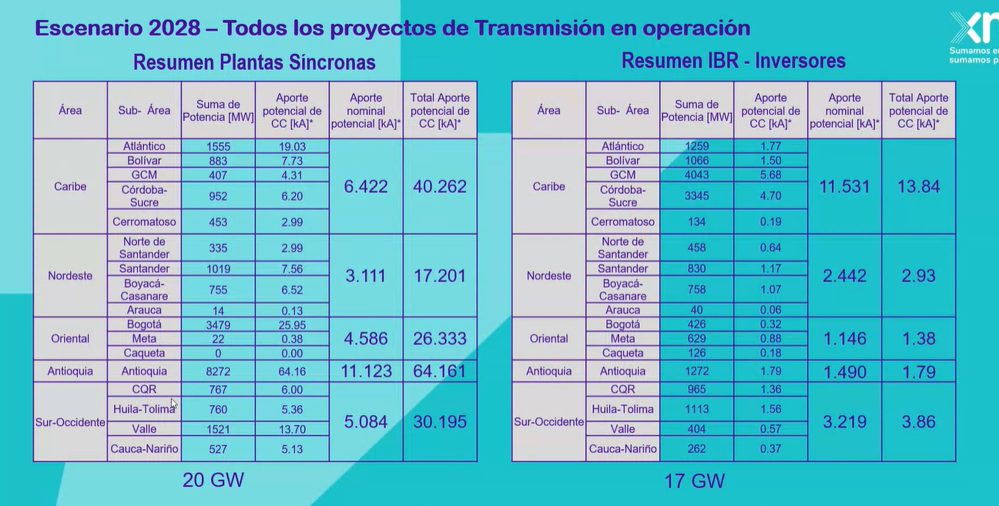 Escenario 2028 – Todos los proyectos de Transmisión en operación
Sumamos
Resumen Plantas Síncronas
Área | Sub- Área | Suma de Potencia [MW] | Aporte potencial de CC [kA]* | Aporte nominal potencial [kA]* | Total Aporte potencial de CC [kA]*
Caribe | Atlántico | 1555 | 19.03 | 6.422 | 40.262
Bolívar | 883 | 7.73
GCM | 407 | 4.31
Córdoba-Sucre | 952 | 6.20
Cerromatoso | 453 | 2.99
Nordeste | Norte de Santander | 335 | 2.99 | 3.111 | 17.201
Santander | 1019 | 7.56
Boyacá-Casanare | 755 | 6.52
Arauca | 14 | 0.13
Oriental | Bogotá | 3479 | 25.95 | 4.586 | 26.333
Meta | 22 | 0.38
Caqueta | 0 | 0.00
Antioquia | Antioquia | 8272 | 64.16 | 11.123 | 64.161
Sur-Occidente | CQR | 767 | 6.00 | 5.084 | 30.195
Huila-Tolima | 760 | 5.36
Valle | 1521 | 13.70
Cauca-Nariño | 527 | 5.13
20 GW
Resumen IBR - Inversores
Área | Sub- Área | Suma de Potencia [MW] | Aporte potencial de CC [kA]* | Aporte nominal potencial [kA]* | Total Aporte potencial de CC [kA]*
Caribe | Atlántico | 1259 | 1.77 | 11.531 | 13.84
Bolívar | 1066 | 1.50
GCM | 4043 | 5.68
Córdoba-Sucre | 3345 | 4.70
Cerromatoso | 134 | 0.19
Nordeste | Norte de Santander | 458 | 0.64 | 2.442 | 2.93
Santander | 830 | 1.17
Boyacá-Casanare | 758 | 1.07
Arauca | 40 | 0.06
Oriental | Bogotá | 426 | 0.32 | 1.146 | 1.38
Meta | 629 | 0.88
Caqueta | 126 | 0.18
Antioquia | Antioquia | 1272 | 1.79 | 1.490 | 1.79
Sur-Occidente | CQR | 965 | 1.36 | 3.219 | 3.86
Huila-Tolima | 1113 | 1.56
Valle | 404 | 0.57
Cauca-Nariño | 262 | 0.37
17 GW